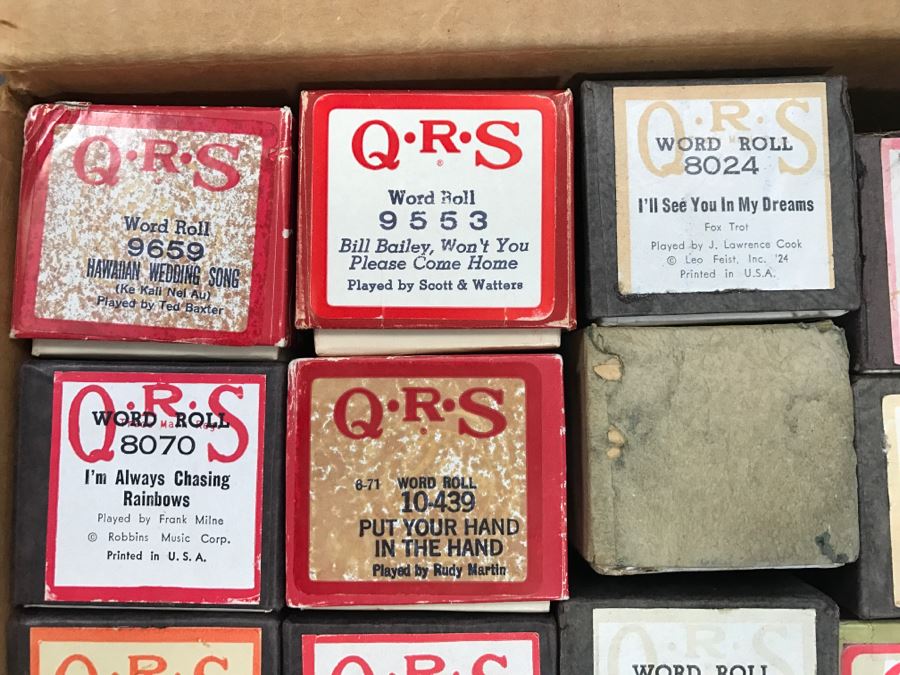 Q·R·S
Word Roll
9659
HAWAIIAN WEDDING SONG
(Ke Kali Nei Au)
Played by Ted Baxter
Q·R·S
®
Word Roll
9553
Bill Bailey, Won't You
Please Come Home
Played by Scott & Watters
Q·R·S
WORD ROLL
8024
I'll See You In My Dreams
Fox Trot
Played by J. Lawrence Cook
© Leo Feist, Inc. '24
Printed in U.S.A.
Q·R·S
WORD ROLL
8070
I'm Always Chasing
Rainbows
Played by Frank Milne
© Robbins Music Corp.
Printed in U.S.A.
Q·R·S
6-71 WORD ROLL
10-439
PUT YOUR HAND
IN THE HAND
Played by Rudy Martin
Q·R·S
Q·R·S
Q·R·S
WORD ROLL